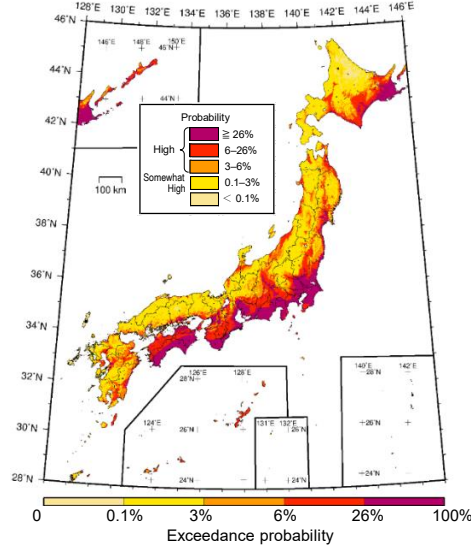 128°E 130°E 132°E 134°E 136°E 138°E 140°E 142°E 144°E 146°E
46°N
44°N
42°N
40°N
38°N
36°N
34°N
32°N
30°N
28°N
146°E 148°E 150°E
46°N
44°N
100 km
Probability
≧ 26%
High 6–26%
3–6%
Somewhat High 0.1–3%
< 0.1%
126°E 128°E
28°N
124°E 26°N
24°N
131°E 132°E
26°N
24°N
140°E 142°E
28°N
26°N
24°N
0 0.1% 3% 6% 26% 100%
Exceedance probability